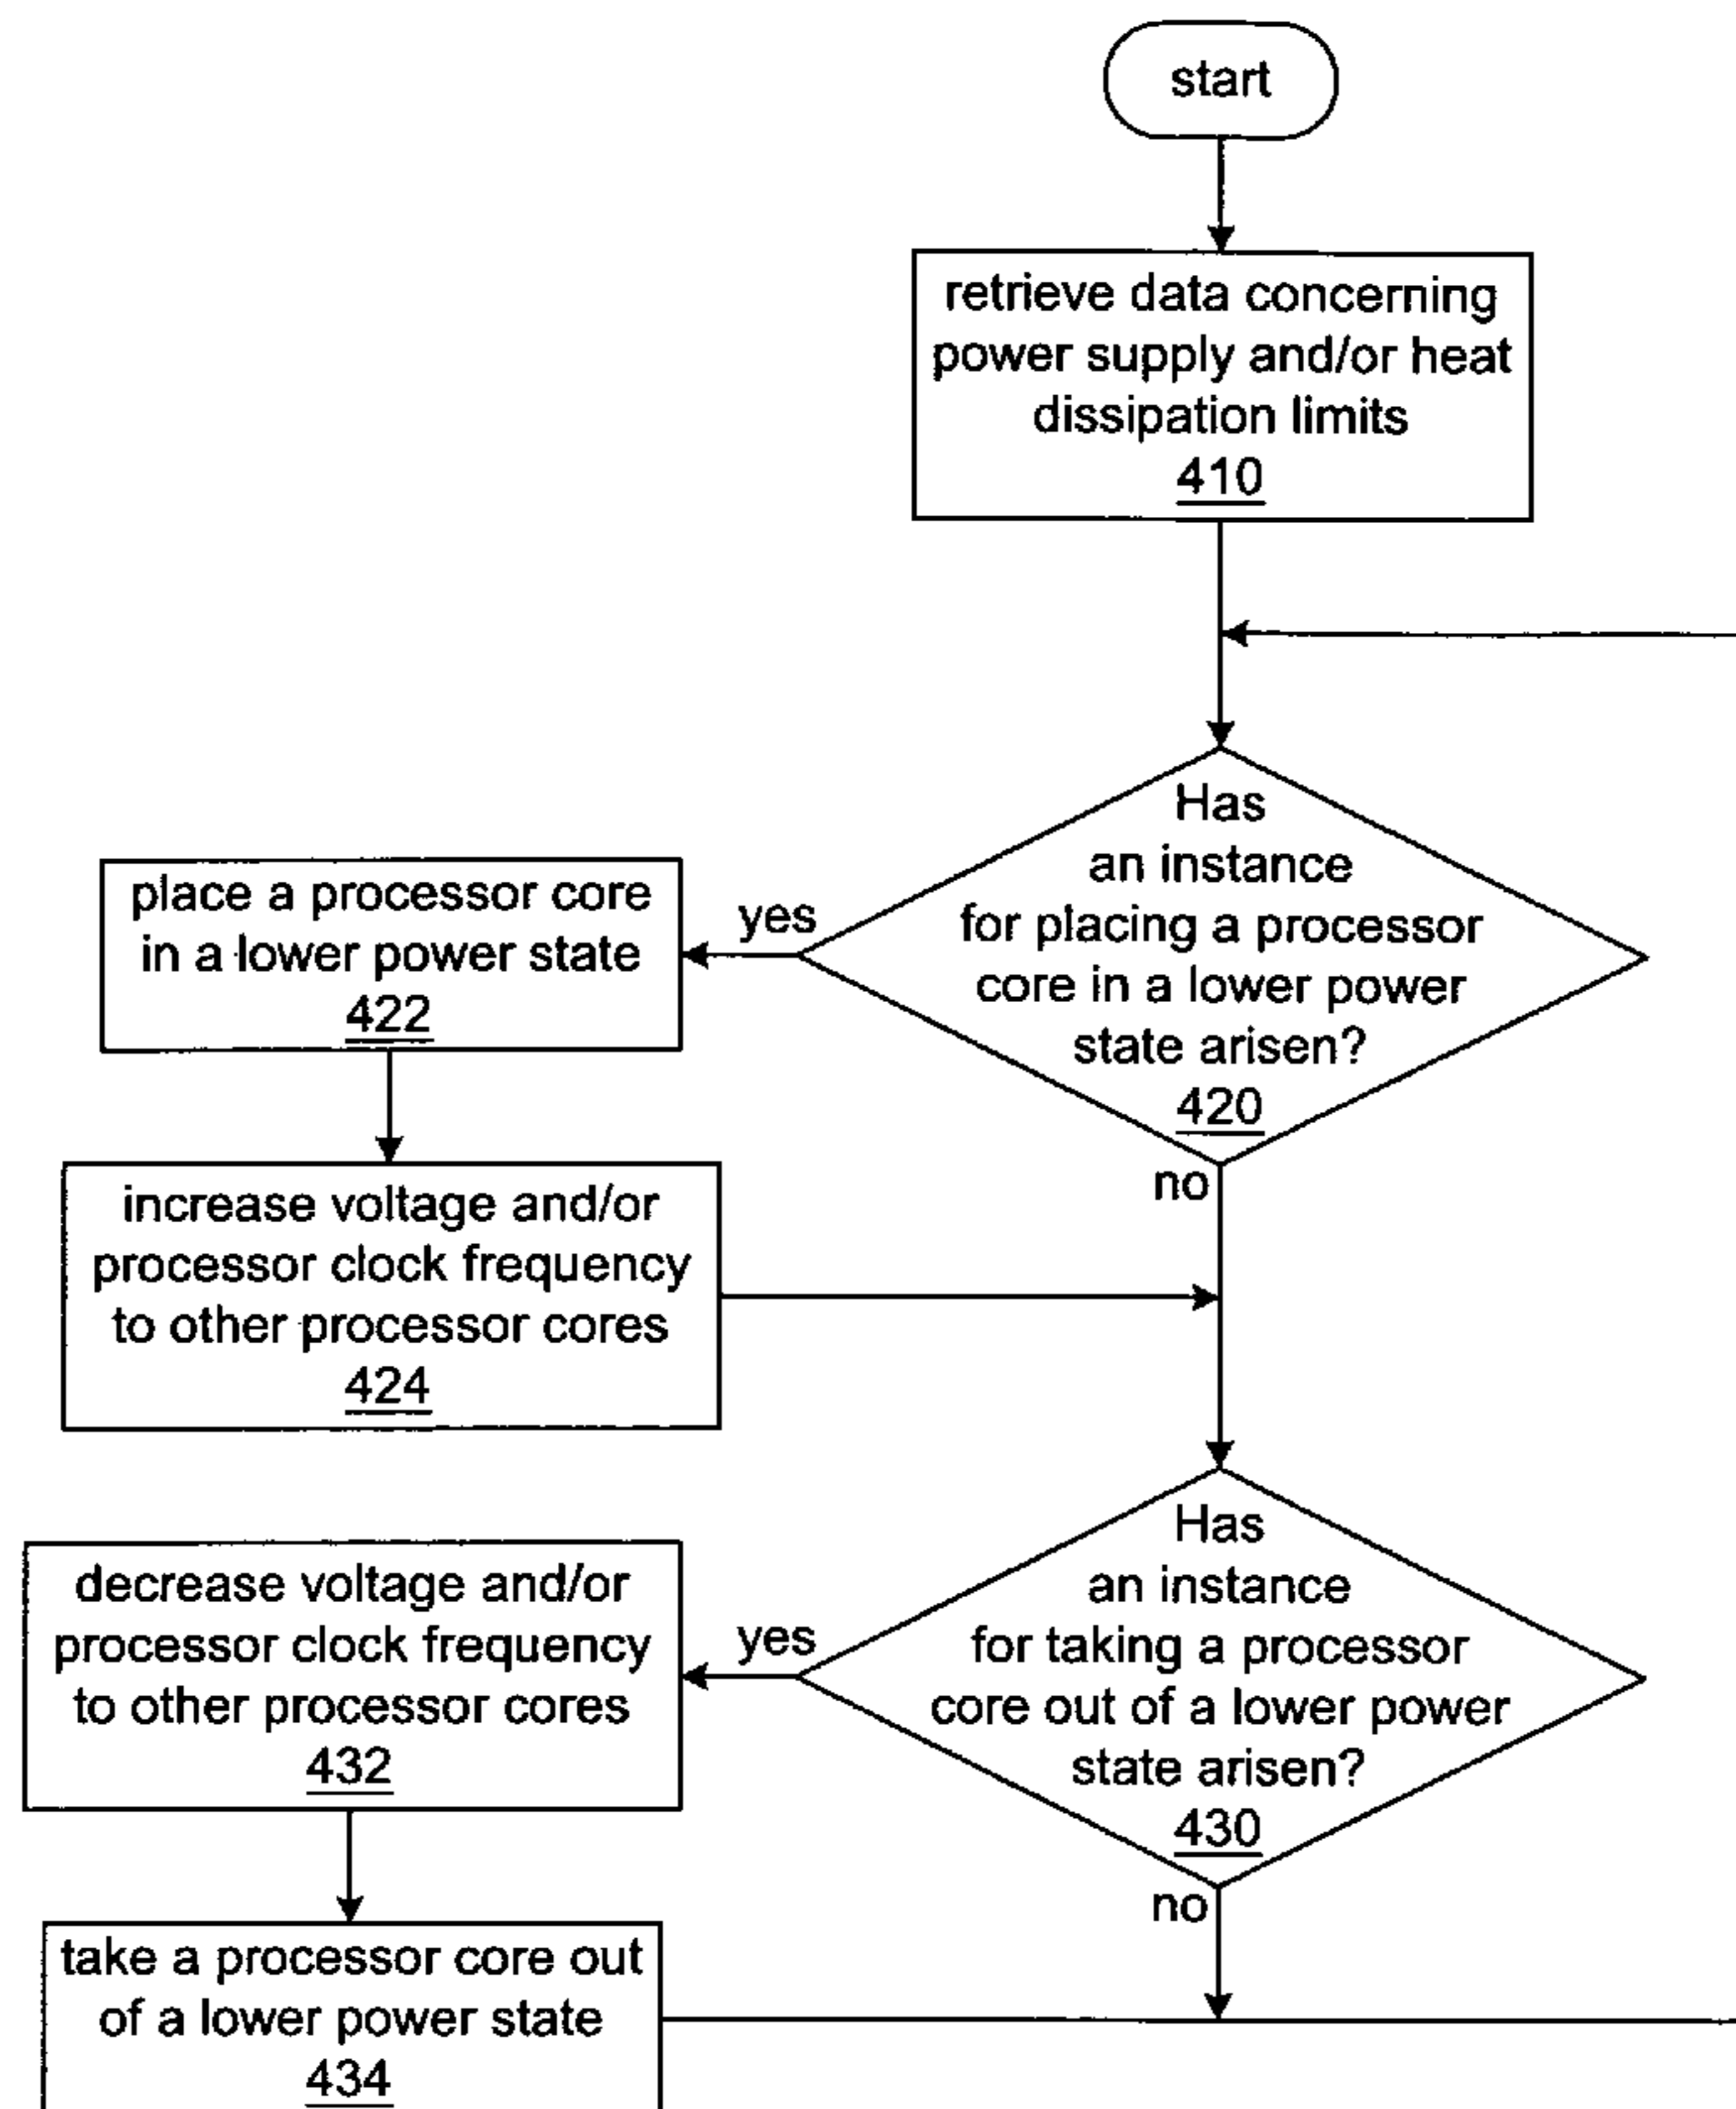 start
retrieve data concerning
power supply and/or heat
dissipation limits
410
Has
an instance
for placing a processor
core in a lower power
state arisen?
420
yes
no
place a processor core
in a lower power state
422
increase voltage and/or
processor clock frequency
to other processor cores
424
Has
an instance
for taking a processor
core out of a lower power
state arisen?
430
yes
no
decrease voltage and/or
processor clock frequency
to other processor cores
432
take a processor core out
of a lower power state
434